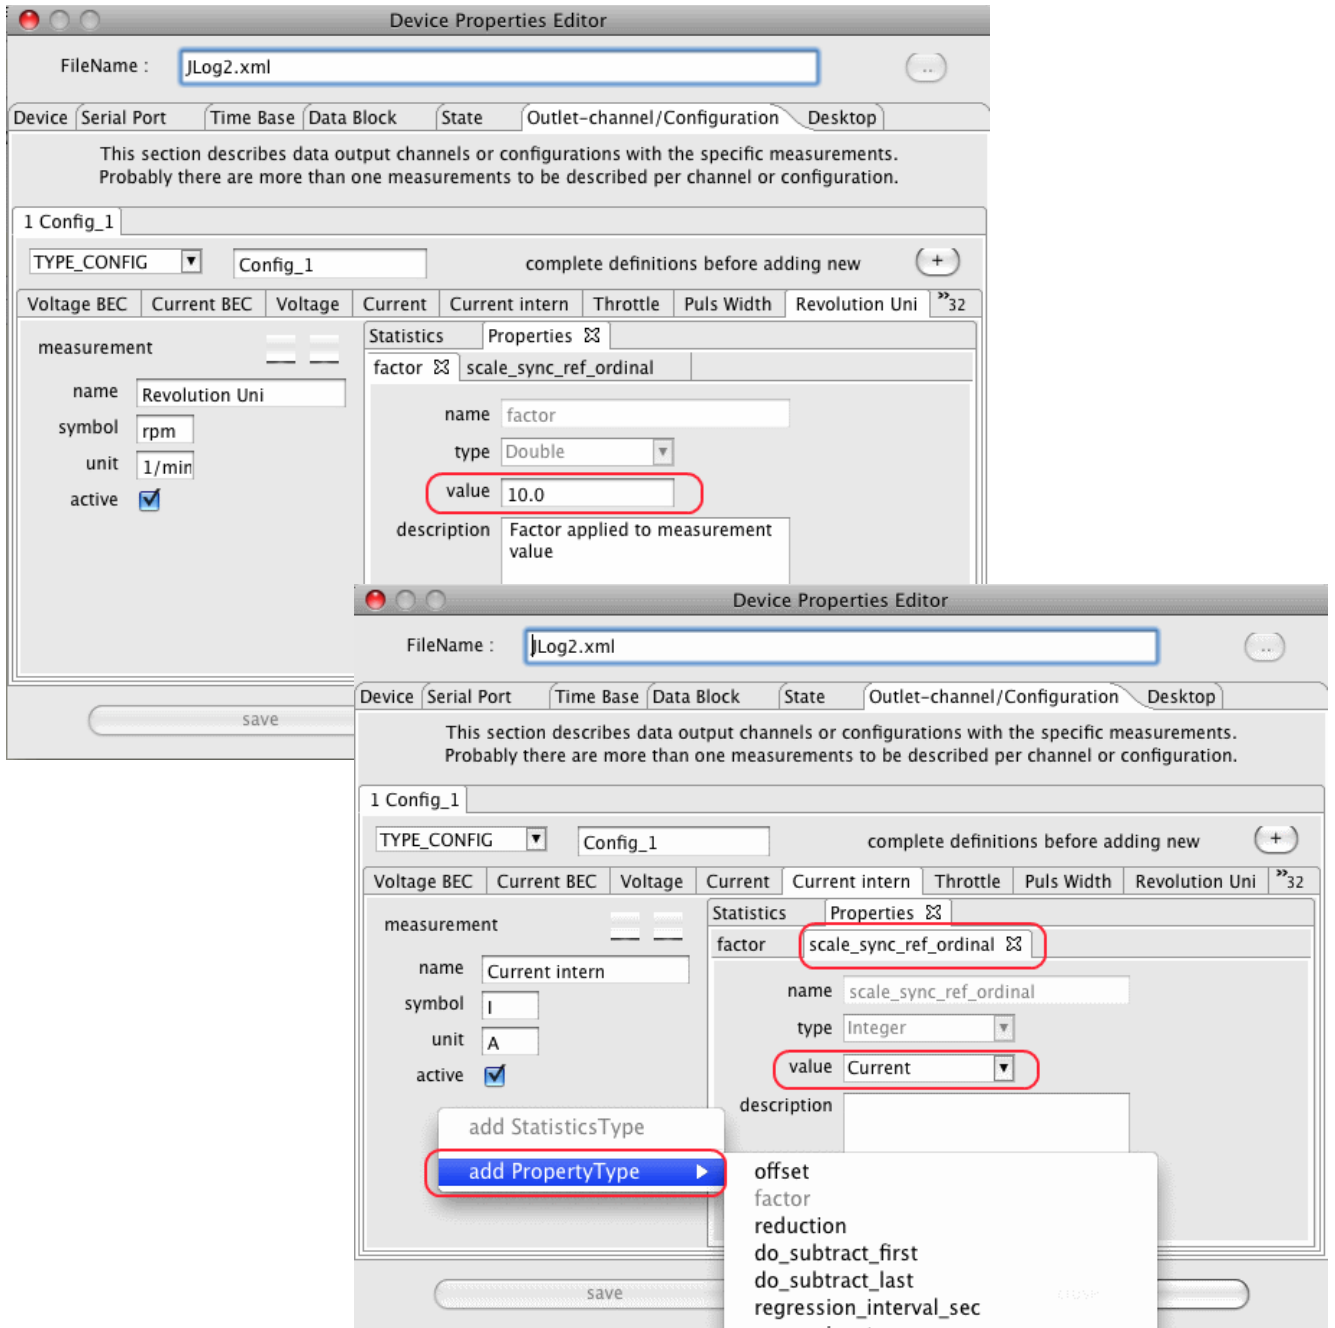 Device Properties Editor
FileName :
JLog2.xml
..
Device Serial Port Time Base Data Block State Outlet-channel/Configuration Desktop
This section describes data output channels or configurations with the specific measurements.
Probably there are more than one measurements to be described per channel or configuration.
1 Config_1
TYPE_CONFIG Config_1 complete definitions before adding new +
Voltage BEC Current BEC Voltage Current Current intern Throttle Puls Width Revolution Uni »32
measurement
name Revolution Uni
symbol rpm
unit 1/min
active
Statistics Properties
factor scale_sync_ref_ordinal
name factor
type Double
value 10.0
description Factor applied to measurement
value
save
Device Properties Editor
FileName :
JLog2.xml
..
Device Serial Port Time Base Data Block State Outlet-channel/Configuration Desktop
This section describes data output channels or configurations with the specific measurements.
Probably there are more than one measurements to be described per channel or configuration.
1 Config_1
TYPE_CONFIG Config_1 complete definitions before adding new +
Voltage BEC Current BEC Voltage Current Current intern Throttle Puls Width Revolution Uni »32
measurement
name Current intern
symbol I
unit A
active
Statistics Properties
factor scale_sync_ref_ordinal
name scale_sync_ref_ordinal
type Integer
value Current
description
add StatisticsType
add PropertyType
offset
factor
reduction
do_subtract_first
do_subtract_last
regression_interval_sec
save